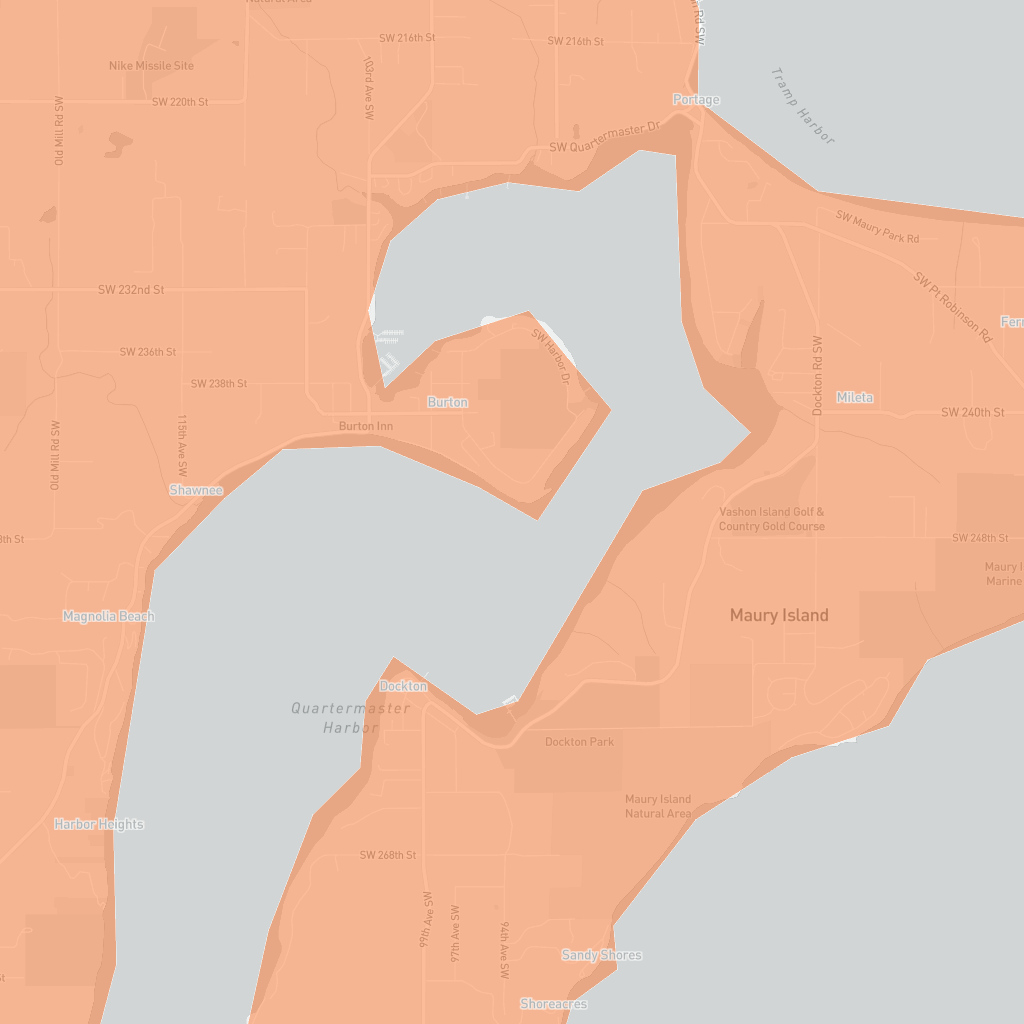 Natural Area
SW 216th St
SW 216th St
Nike Missile Site
SW 220th St
103rd Ave SW
Old Mill Rd SW
Portage
Tramp Harbor
SW Quartermaster Dr
SW Maury Park Rd
SW Pt Robinson Rd
SW 232nd St
SW 236th St
SW 238th St
SW Harbor Dr
Dockton Rd SW
Mileta
SW 240th St
Burton
Burton Inn
115th Ave SW
Old Mill Rd SW
Shawnee
Vashon Island Golf &
Country Gold Course
SW 248th St
Maury I
Marine
Magnolia Beach
Maury Island
Dockton
Quartermaster
Harbor
Dockton Park
Maury Island
Natural Area
Harbor Heights
SW 268th St
99th Ave SW
97th Ave SW
94th Ave SW
Sandy Shores
Shoreacres